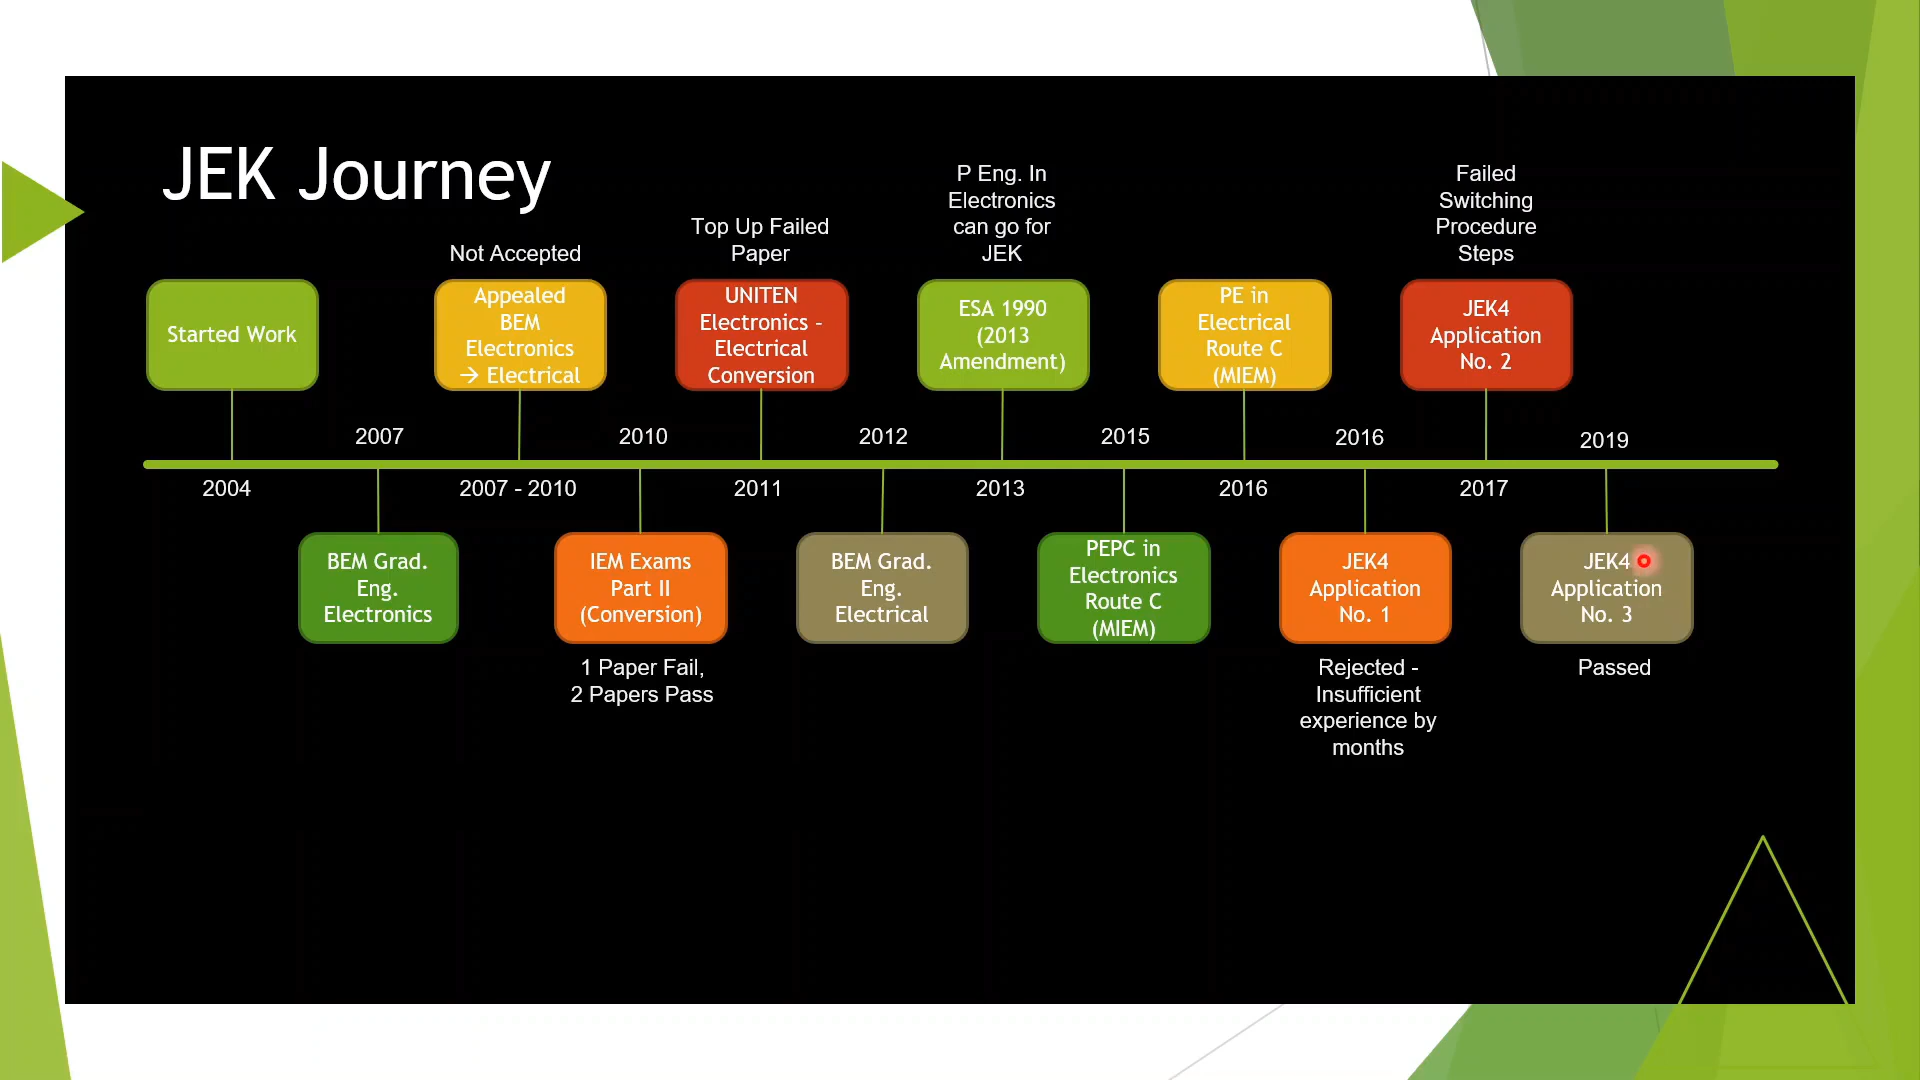 JEK Journey
Started Work
2004
2007
BEM Grad.
Eng.
Electronics
Not Accepted
Appealed
BEM
Electronics
→ Electrical
2007 - 2010
2010
IEM Exams
Part II
(Conversion)
1 Paper Fail,
2 Papers Pass
Top Up Failed
Paper
UNITEN
Electronics -
Electrical
Conversion
2011
2012
BEM Grad.
Eng.
Electrical
P Eng. In
Electronics
can go for
JEK
ESA 1990
(2013
Amendment)
2013
2015
PEPC in
Electronics
Route C
(MIEM)
PE in
Electrical
Route C
(MIEM)
2016
2016
JEK4
Application
No. 1
Rejected -
Insufficient
experience by
months
Failed
Switching
Procedure
Steps
JEK4
Application
No. 2
2017
2019
JEK4
Application
No. 3
Passed